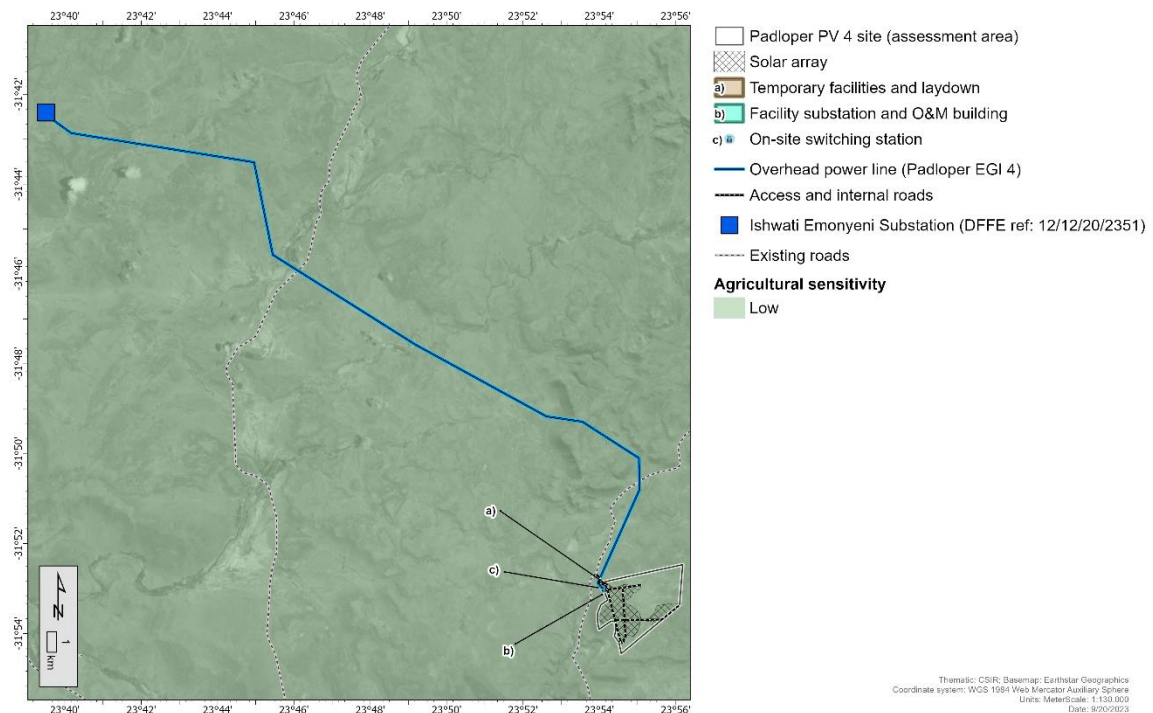 23°40' 23°42' 23°44' 23°46' 23°48' 23°50' 23°52' 23°54' 23°56'
-31°42'
-31°44'
-31°46'
-31°48'
-31°50'
-31°52'
-31°54'
a)
c)
b)
N
1
km
23°40' 23°42' 23°44' 23°46' 23°48' 23°50' 23°52' 23°54' 23°56'
Padloper PV 4 site (assessment area)
Solar array
a) Temporary facilities and laydown
b) Facility substation and O&M building
c) On-site switching station
Overhead power line (Padloper EGI 4)
Access and internal roads
Ishwati Emonyeni Substation (DFFE ref: 12/12/20/2351)
Existing roads
Agricultural sensitivity
Low
Thematic: CSIR; Basemap: Earthstar Geographics
Coordinate system: WGS 1984 Web Mercator Auxiliary Sphere
Units: MeterScale: 1:130,000
Date: 9/20/2023